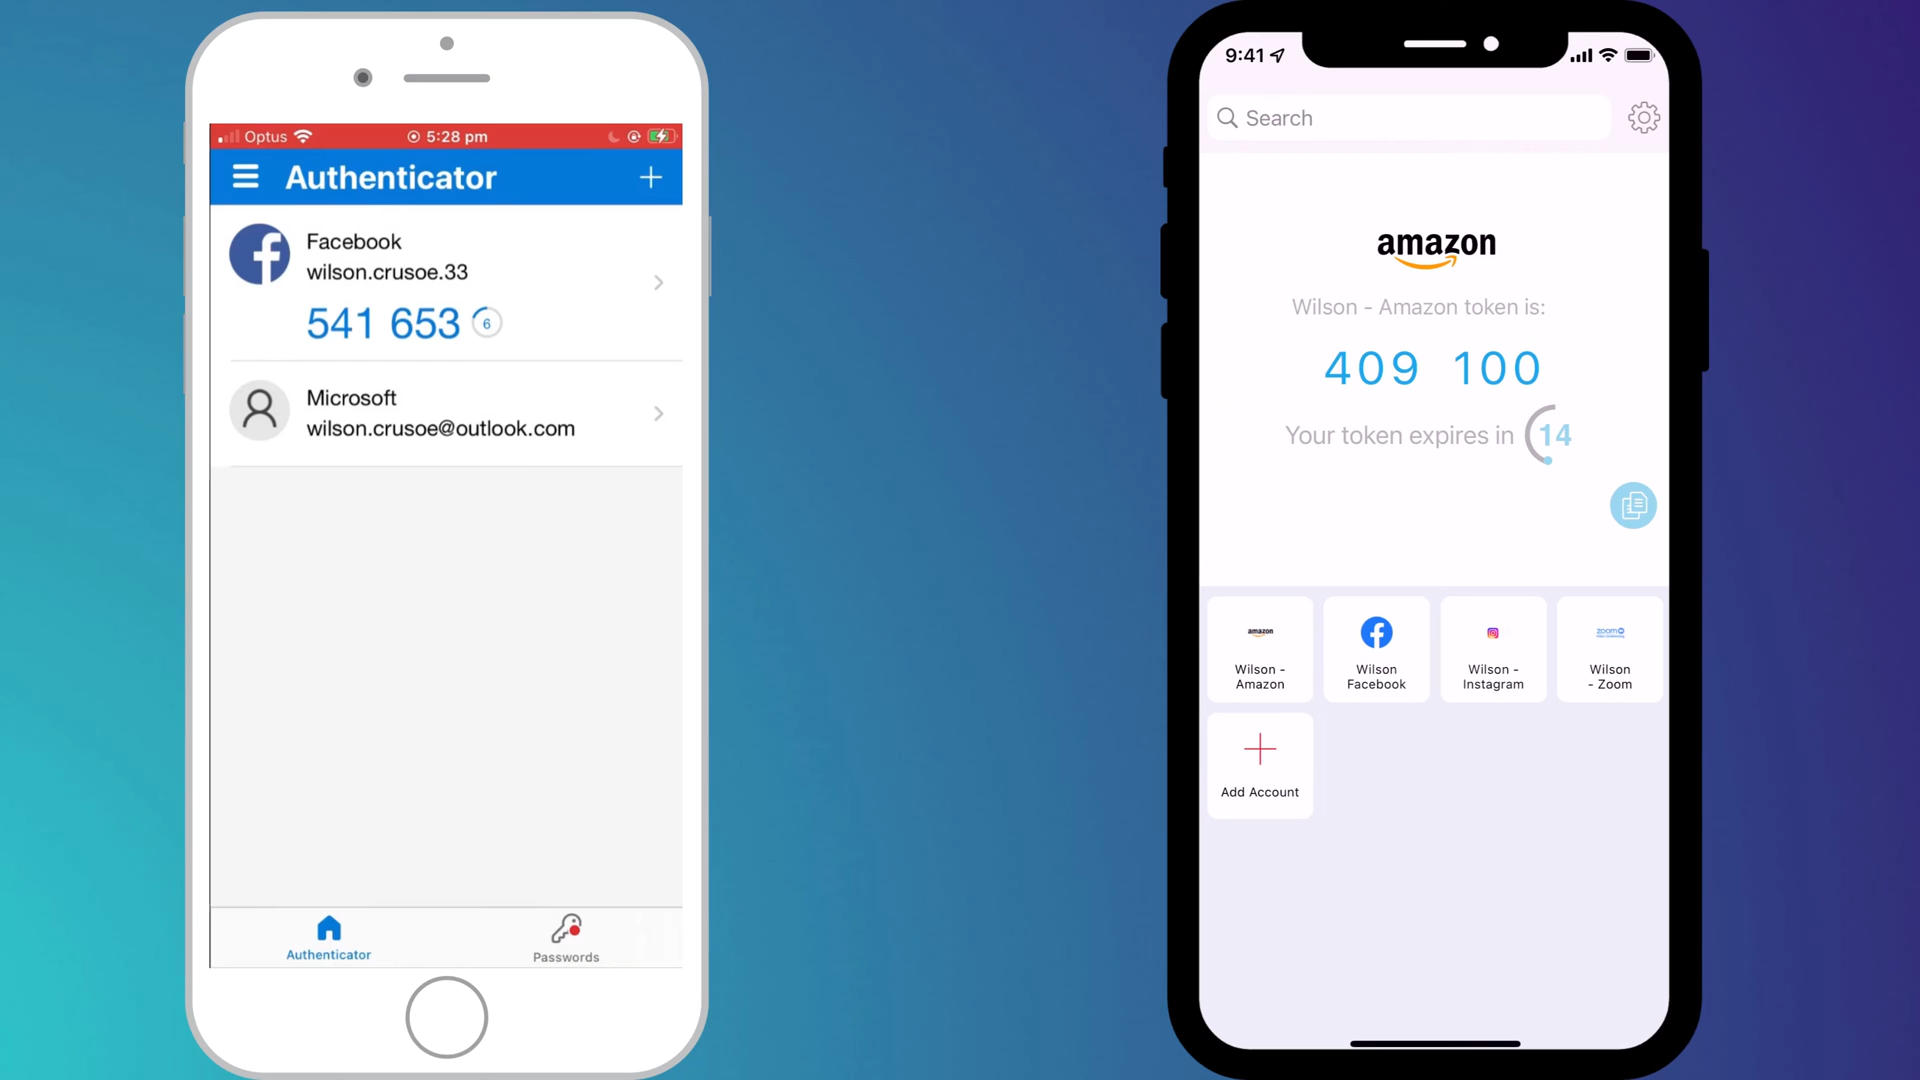 Optus
5:28 pm
Authenticator
Facebook
wilson.crusoe.33
541 653
6
Microsoft
wilson.crusoe@outlook.com
Authenticator
Passwords
9:41
Search
amazon
Wilson - Amazon token is:
409 100
Your token expires in 14
amazon
Wilson -
Amazon
Wilson
Facebook
Wilson -
Instagram
zoom
Wilson
- Zoom
Add Account